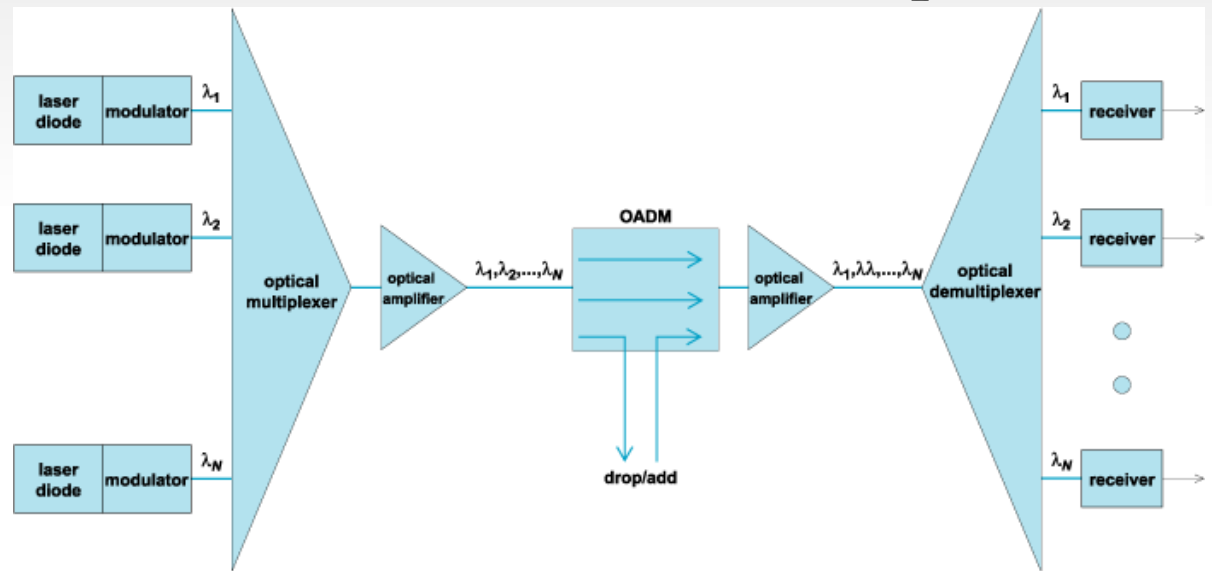 laser
diode
modulator
λ1
laser
diode
modulator
λ2
laser
diode
modulator
λN
optical
multiplexer
optical
amplifier
λ1,λ2,...,λN
OADM
drop/add
optical
amplifier
λ1,λλ,...,λN
optical
demultiplexer
λ1
receiver
λ2
receiver
λN
receiver